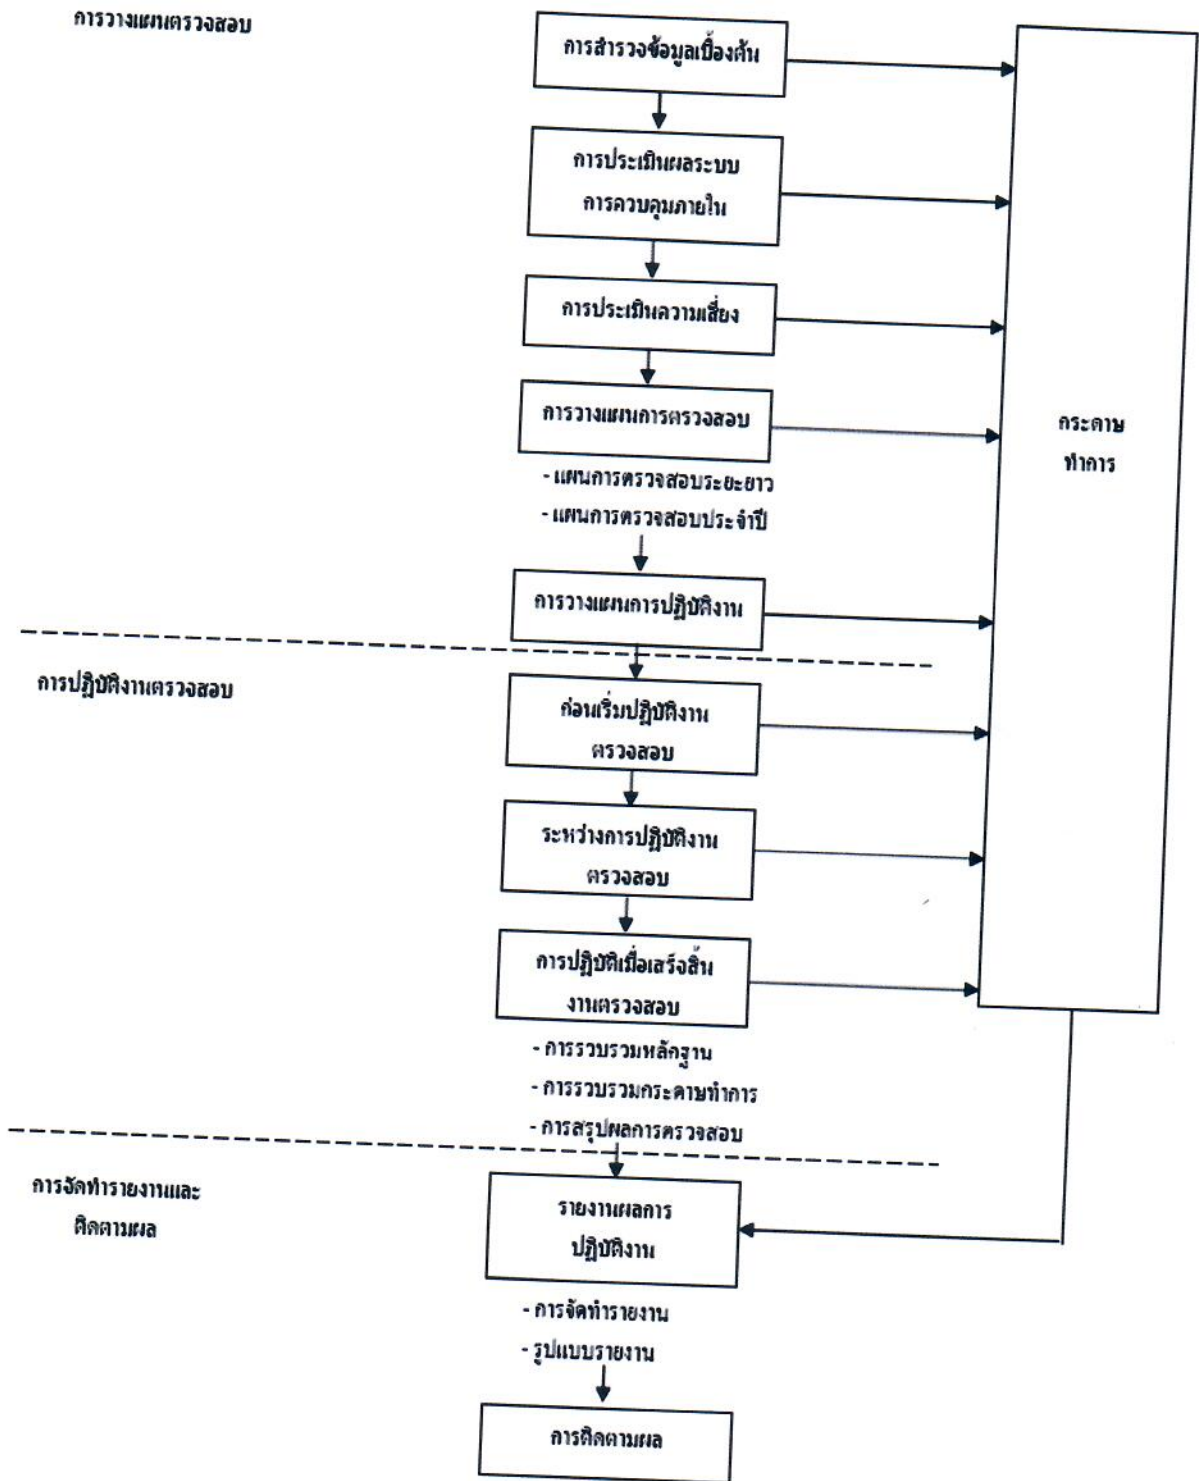 การวางแผนตรวจสอบ
การสำรวจข้อมูลเบื้องต้น
การประเมินผลระบบ
การควบคุมภายใน
การประเมินความเสี่ยง
การวางแผนการตรวจสอบ
- แผนการตรวจสอบระยะยาว
- แผนการตรวจสอบประจำปี
การวางแผนการปฏิบัติงาน
กระดาษ
ทำการ
การปฏิบัติงานตรวจสอบ
ก่อนเริ่มปฏิบัติงาน
ตรวจสอบ
ระหว่างการปฏิบัติงาน
ตรวจสอบ
การปฏิบัติเมื่อเสร็จสิ้น
งานตรวจสอบ
- การรวบรวมหลักฐาน
- การรวบรวมกระดาษทำการ
- การสรุปผลการตรวจสอบ
การจัดทำรายงานและ
ติดตามผล
รายงานผลการ
ปฏิบัติงาน
- การจัดทำรายงาน
- รูปแบบรายงาน
การติดตามผล